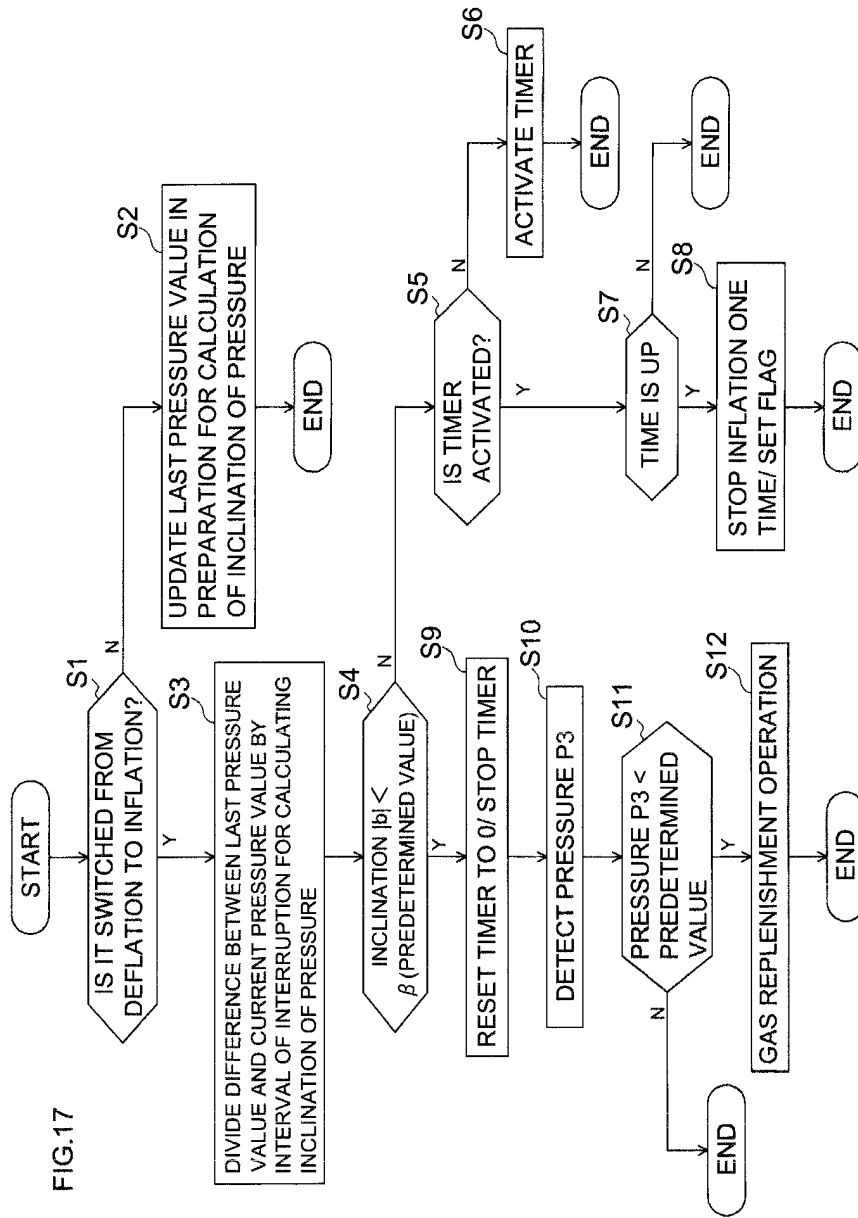 FIG.17
START
S1
IS IT SWITCHED FROM
DEFLATION TO INFLATION?
N
Y
S2
UPDATE LAST PRESSURE VALUE IN
PREPARATION FOR CALCULATION
OF INCLINATION OF PRESSURE
END
S3
DIVIDE DIFFERENCE BETWEEN LAST PRESSURE
VALUE AND CURRENT PRESSURE VALUE BY
INTERVAL OF INTERRUPTION FOR CALCULATING
INCLINATION OF PRESSURE
S4
INCLINATION |b| <
β (PREDETERMINED VALUE)
N
Y
S5
IS TIMER
ACTIVATED?
N
Y
S6
ACTIVATE TIMER
END
S7
TIME IS UP
N
Y
END
S8
STOP INFLATION ONE
TIME/ SET FLAG
END
S9
RESET TIMER TO 0/ STOP TIMER
S10
DETECT PRESSURE P3
S11
PRESSURE P3 <
PREDETERMINED
VALUE
N
Y
END
S12
GAS REPLENISHMENT OPERATION
END